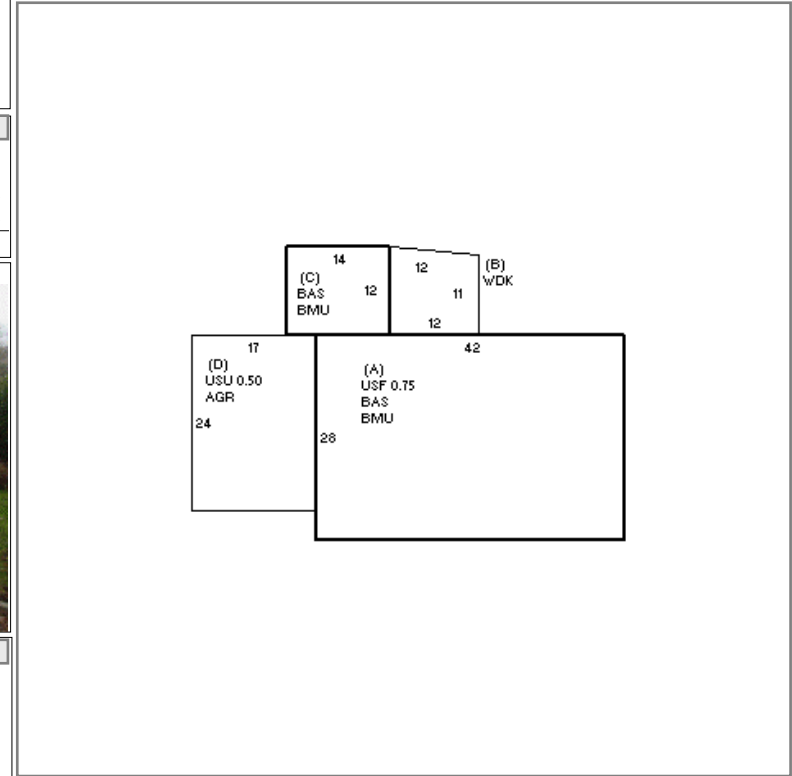 14
(C)
BAS
BMU
12
12
(B)
WDK
11
12
17
(D)
USU 0.50
AGR
24
42
(A)
USF 0.75
BAS
BMU
28